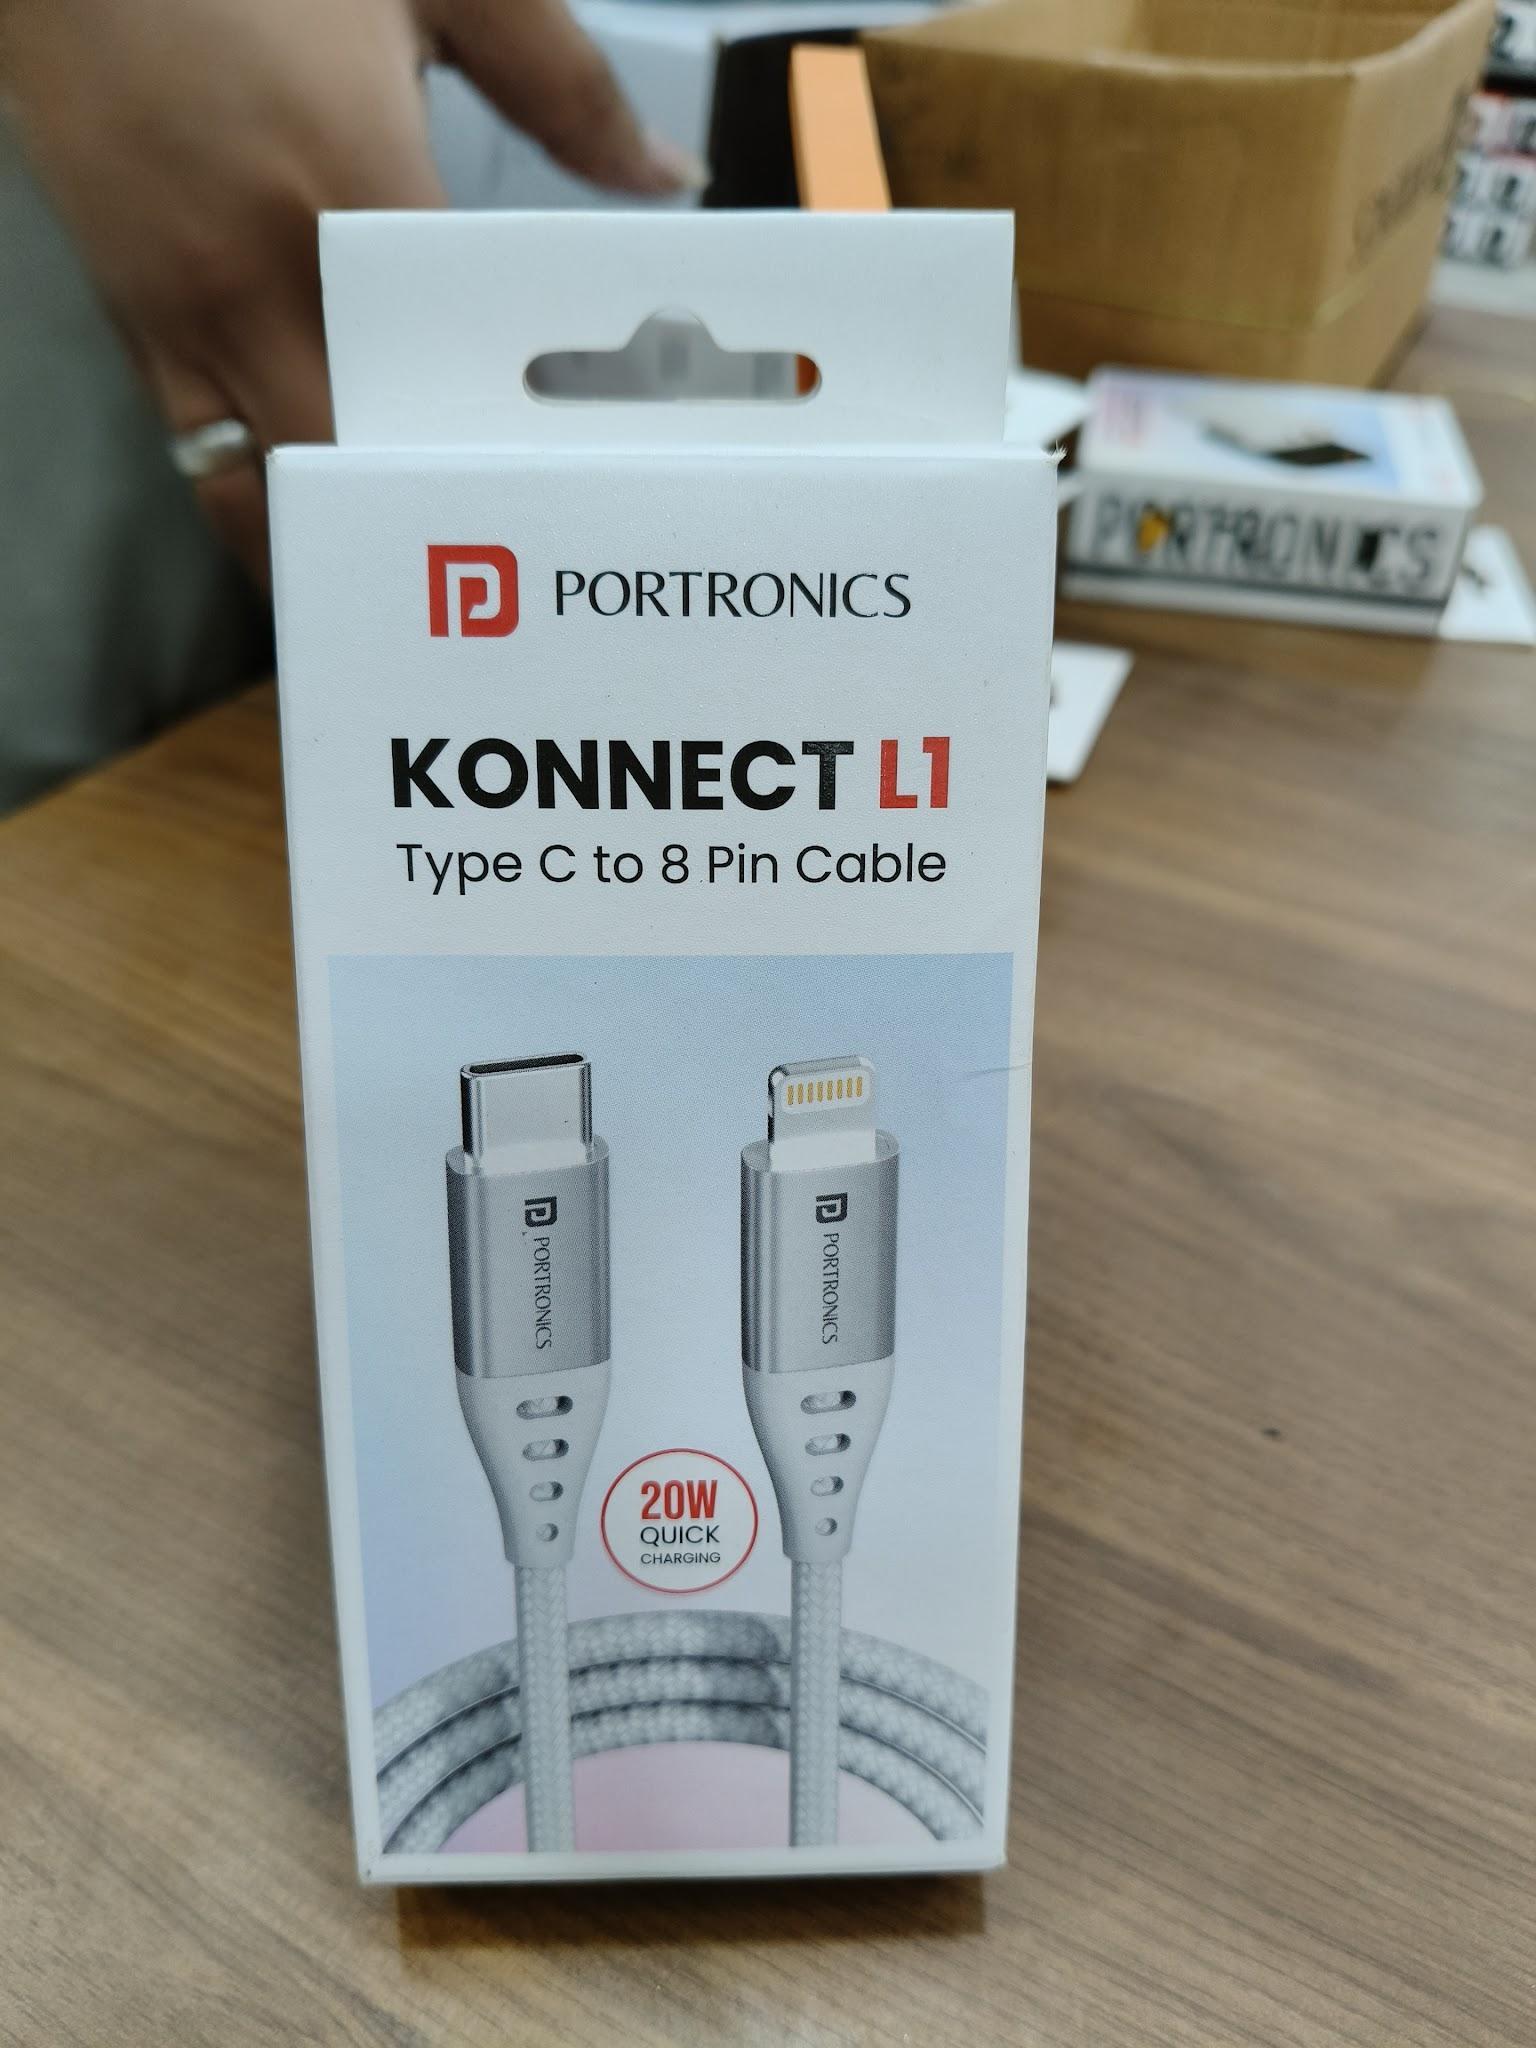 PORTRONICS
KONNECT L1
Type C to 8 Pin Cable
PORTRONICS
PORTRONICS
20W
QUICK
CHARGING
PORTRONICS